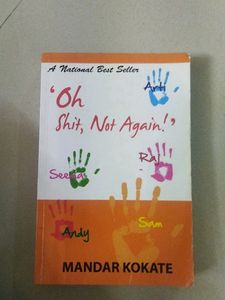 A National Best Seller
Arti
'Oh
Shit, Not Again!'
Raj
Seema
Andy
Sam
MANDAR KOKATE